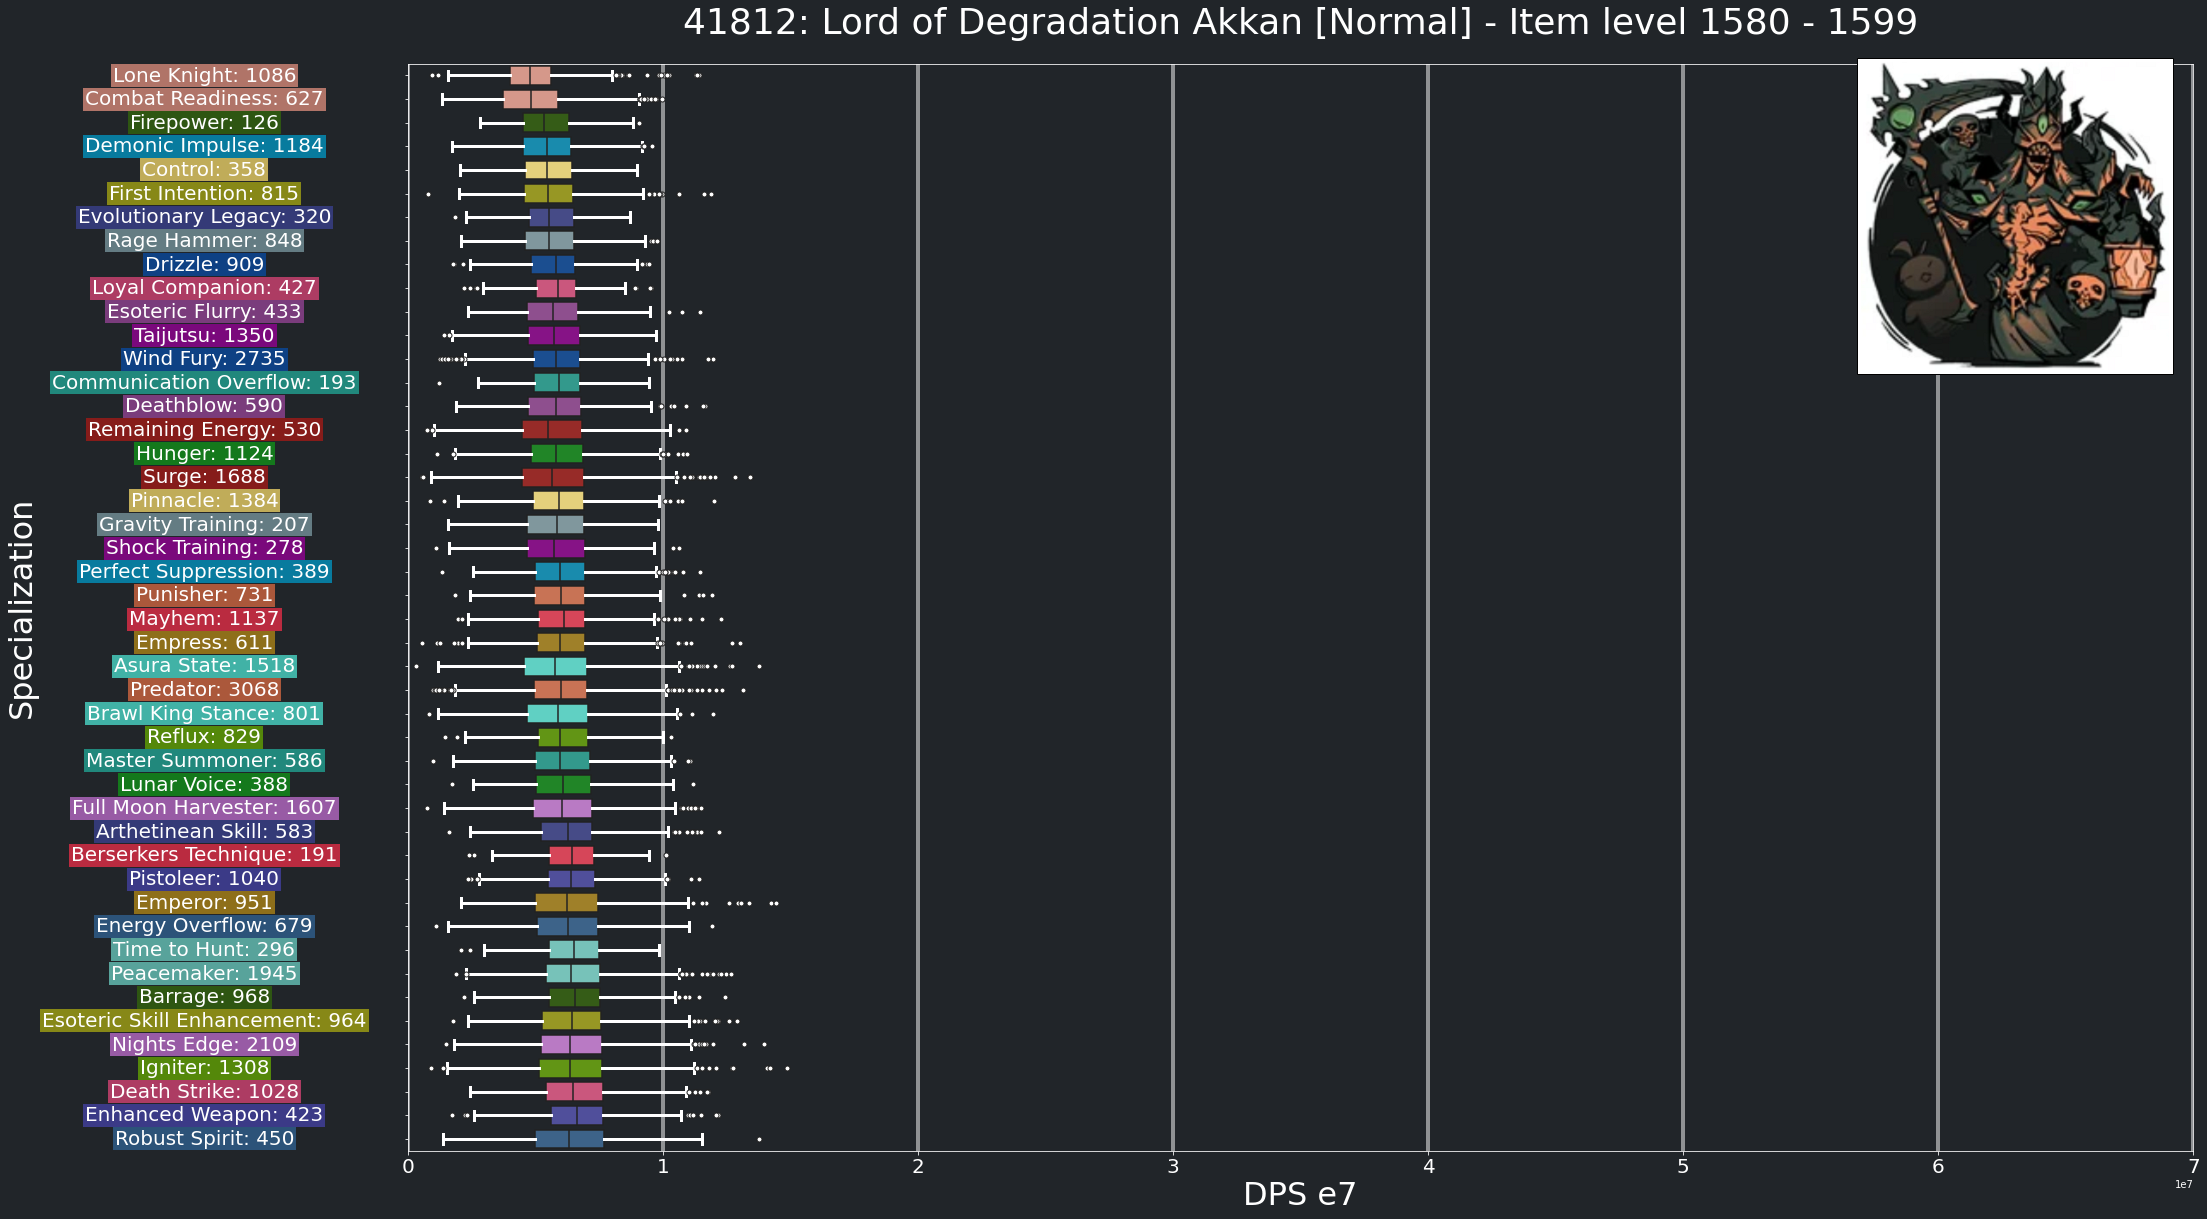 41812: Lord of Degradation Akkan [Normal] - Item level 1580 - 1599
Specialization
Lone Knight: 1086
Combat Readiness: 627
Firepower: 126
Demonic Impulse: 1184
Control: 358
First Intention: 815
Evolutionary Legacy: 320
Rage Hammer: 848
Drizzle: 909
Loyal Companion: 427
Esoteric Flurry: 433
Taijutsu: 1350
Wind Fury: 2735
Communication Overflow: 193
Deathblow: 590
Remaining Energy: 530
Hunger: 1124
Surge: 1688
Pinnacle: 1384
Gravity Training: 207
Shock Training: 278
Perfect Suppression: 389
Punisher: 731
Mayhem: 1137
Empress: 611
Asura State: 1518
Predator: 3068
Brawl King Stance: 801
Reflux: 829
Master Summoner: 586
Lunar Voice: 388
Full Moon Harvester: 1607
Arthetinean Skill: 583
Berserkers Technique: 191
Pistoleer: 1040
Emperor: 951
Energy Overflow: 679
Time to Hunt: 296
Peacemaker: 1945
Barrage: 968
Esoteric Skill Enhancement: 964
Nights Edge: 2109
Igniter: 1308
Death Strike: 1028
Enhanced Weapon: 423
Robust Spirit: 450
0 1 2 3 4 5 6 7
1e7
DPS e7